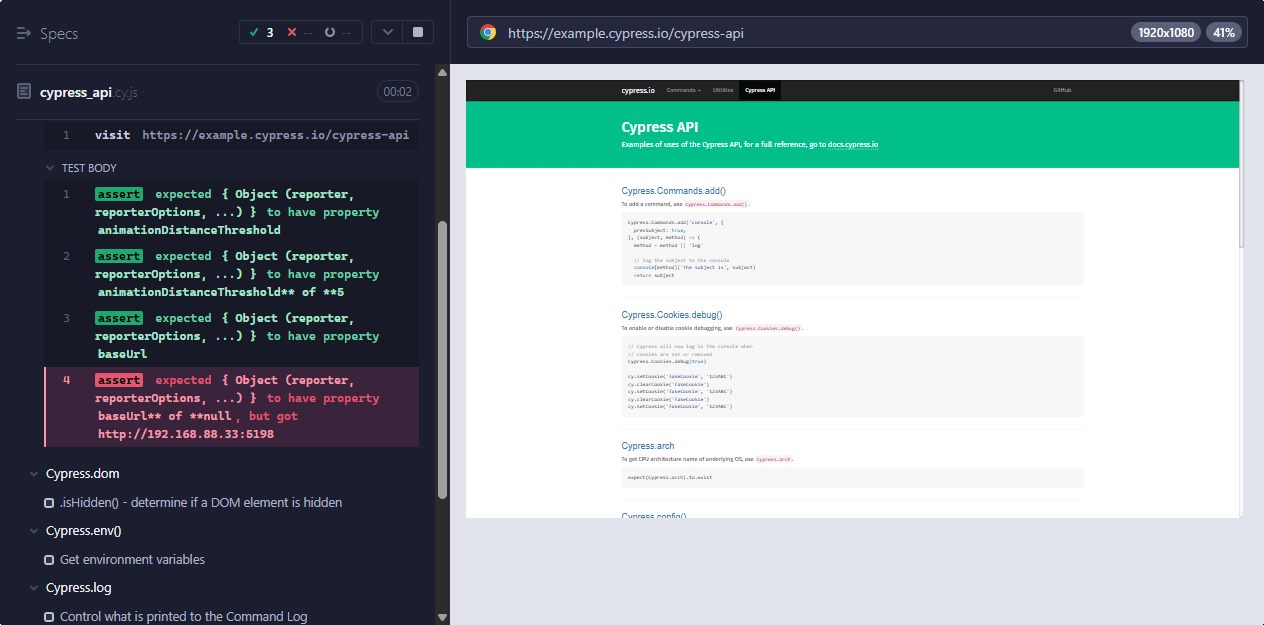 Specs
3 -- --
https://example.cypress.io/cypress-api
1920x1080
41%
cypress_api.cy.js
00:02
1 visit https://example.cypress.io/cypress-api
TEST BODY
1 assert expected { Object (reporter,
reporterOptions, ...) } to have property
animationDistanceThreshold
2 assert expected { Object (reporter,
reporterOptions, ...) } to have property
animationDistanceThreshold** of **5
3 assert expected { Object (reporter,
reporterOptions, ...) } to have property
baseUrl
4 assert expected { Object (reporter,
reporterOptions, ...) } to have property
baseUrl** of **null, but got
http://192.168.88.33:5198
Cypress.dom
.isHidden() - determine if a DOM element is hidden
Cypress.env()
Get environment variables
Cypress.log
Control what is printed to the Command Log
cypress.io Commands Utilities Cypress API GitHub
Cypress API
Examples of uses of the Cypress API, for a full reference, go to docs.cypress.io
Cypress.Commands.add()
To add a command, use Cypress.Commands.add().
Cypress.Commands.add('console', {
prevSubject: true,
}, (subject, method) => {
method = method || 'log'
// log the subject to the console
console[method]('The subject is', subject)
return subject
Cypress.Cookies.debug()
To enable or disable cookie debugging, use Cypress.Cookies.debug().
// Cypress will now log in the console when
// cookies are set or removed
Cypress.Cookies.debug(true)
cy.setCookie('fakeCookie', '123ABC')
cy.clearCookie('fakeCookie')
cy.setCookie('fakeCookie', '123ABC')
cy.clearCookie('fakeCookie')
cy.setCookie('fakeCookie', '123ABC')
Cypress.arch
To get CPU architecture name of underlying OS, use Cypress.arch.
expect(Cypress.arch).to.exist
Cypress.config()